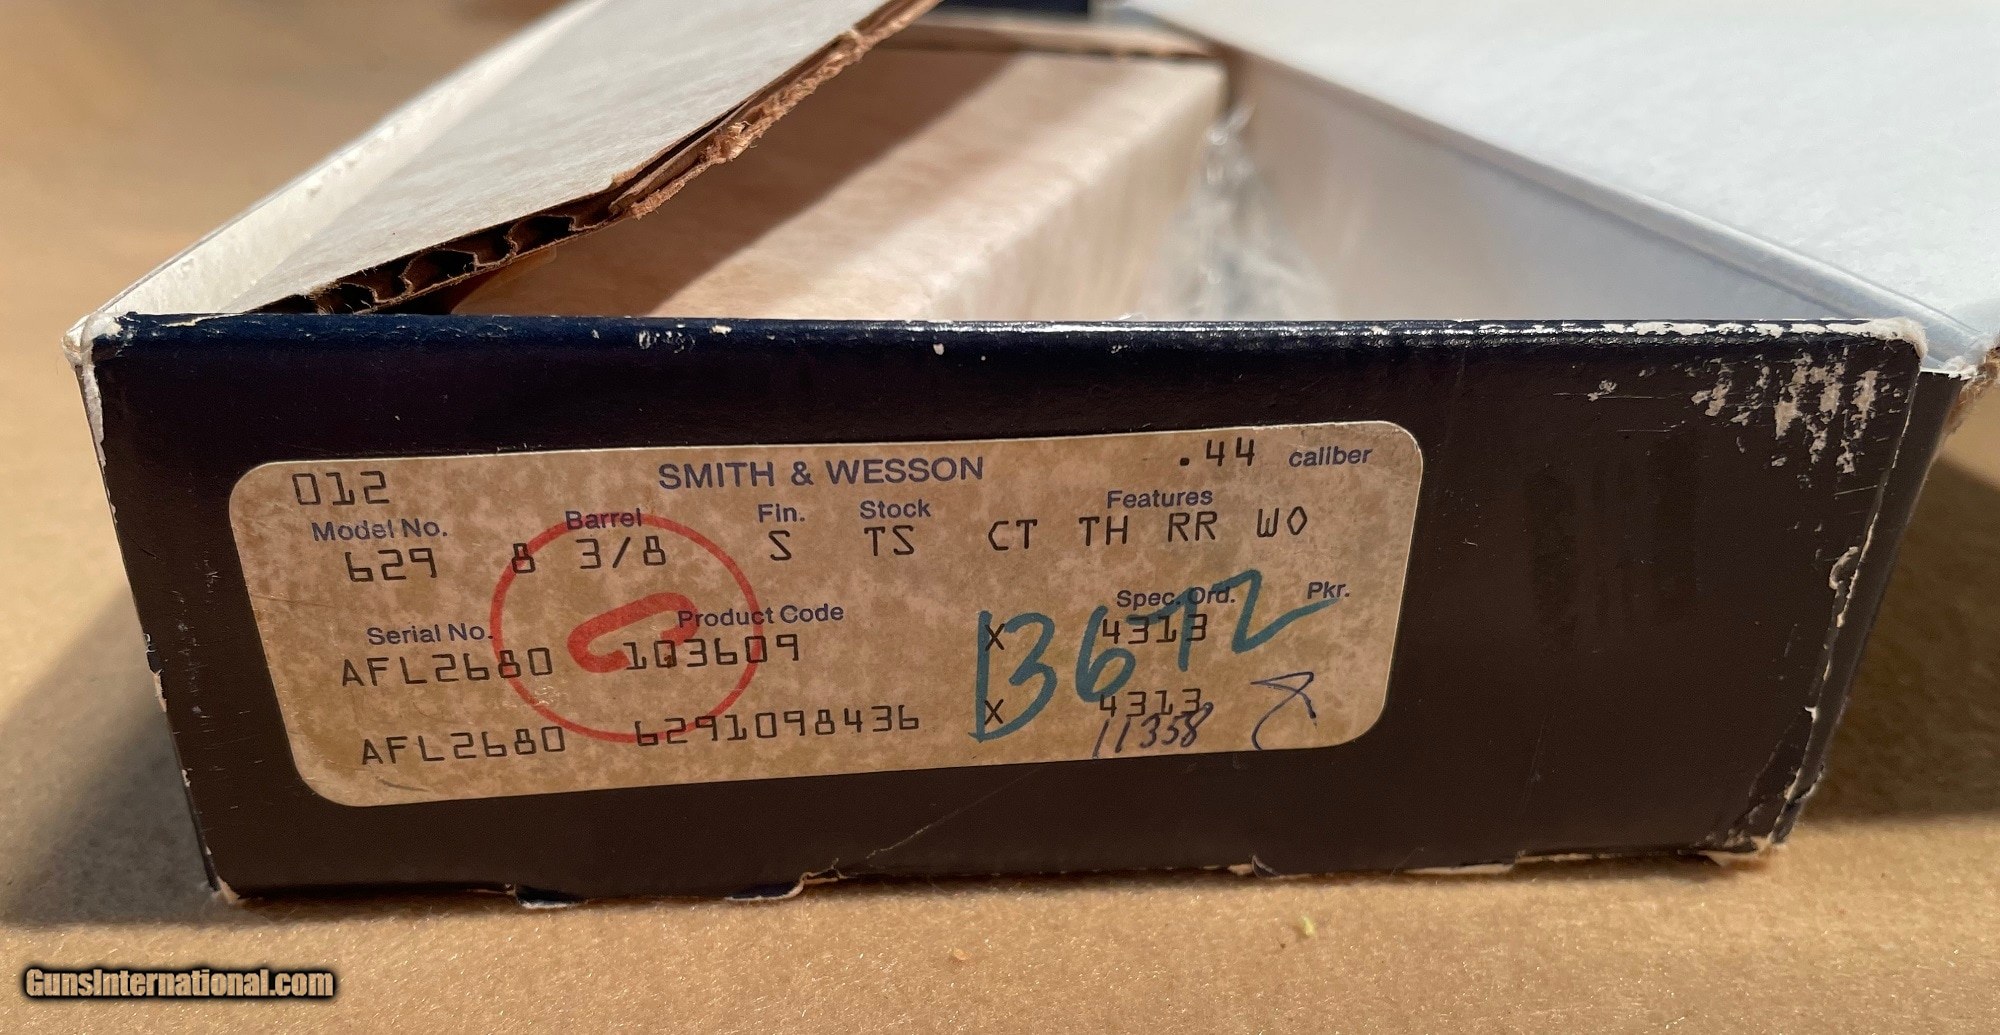 012 SMITH & WESSON .44 caliber
Model No. Barrel Fin. Stock Features
629 8 3/8 S TS CT TH RR WO
Serial No. Product Code Spec. Ord. Pkr.
AFL2680 103609 X 4313
13672
AFL2680 6291098436 X 4313
11358
GunsInternational.com